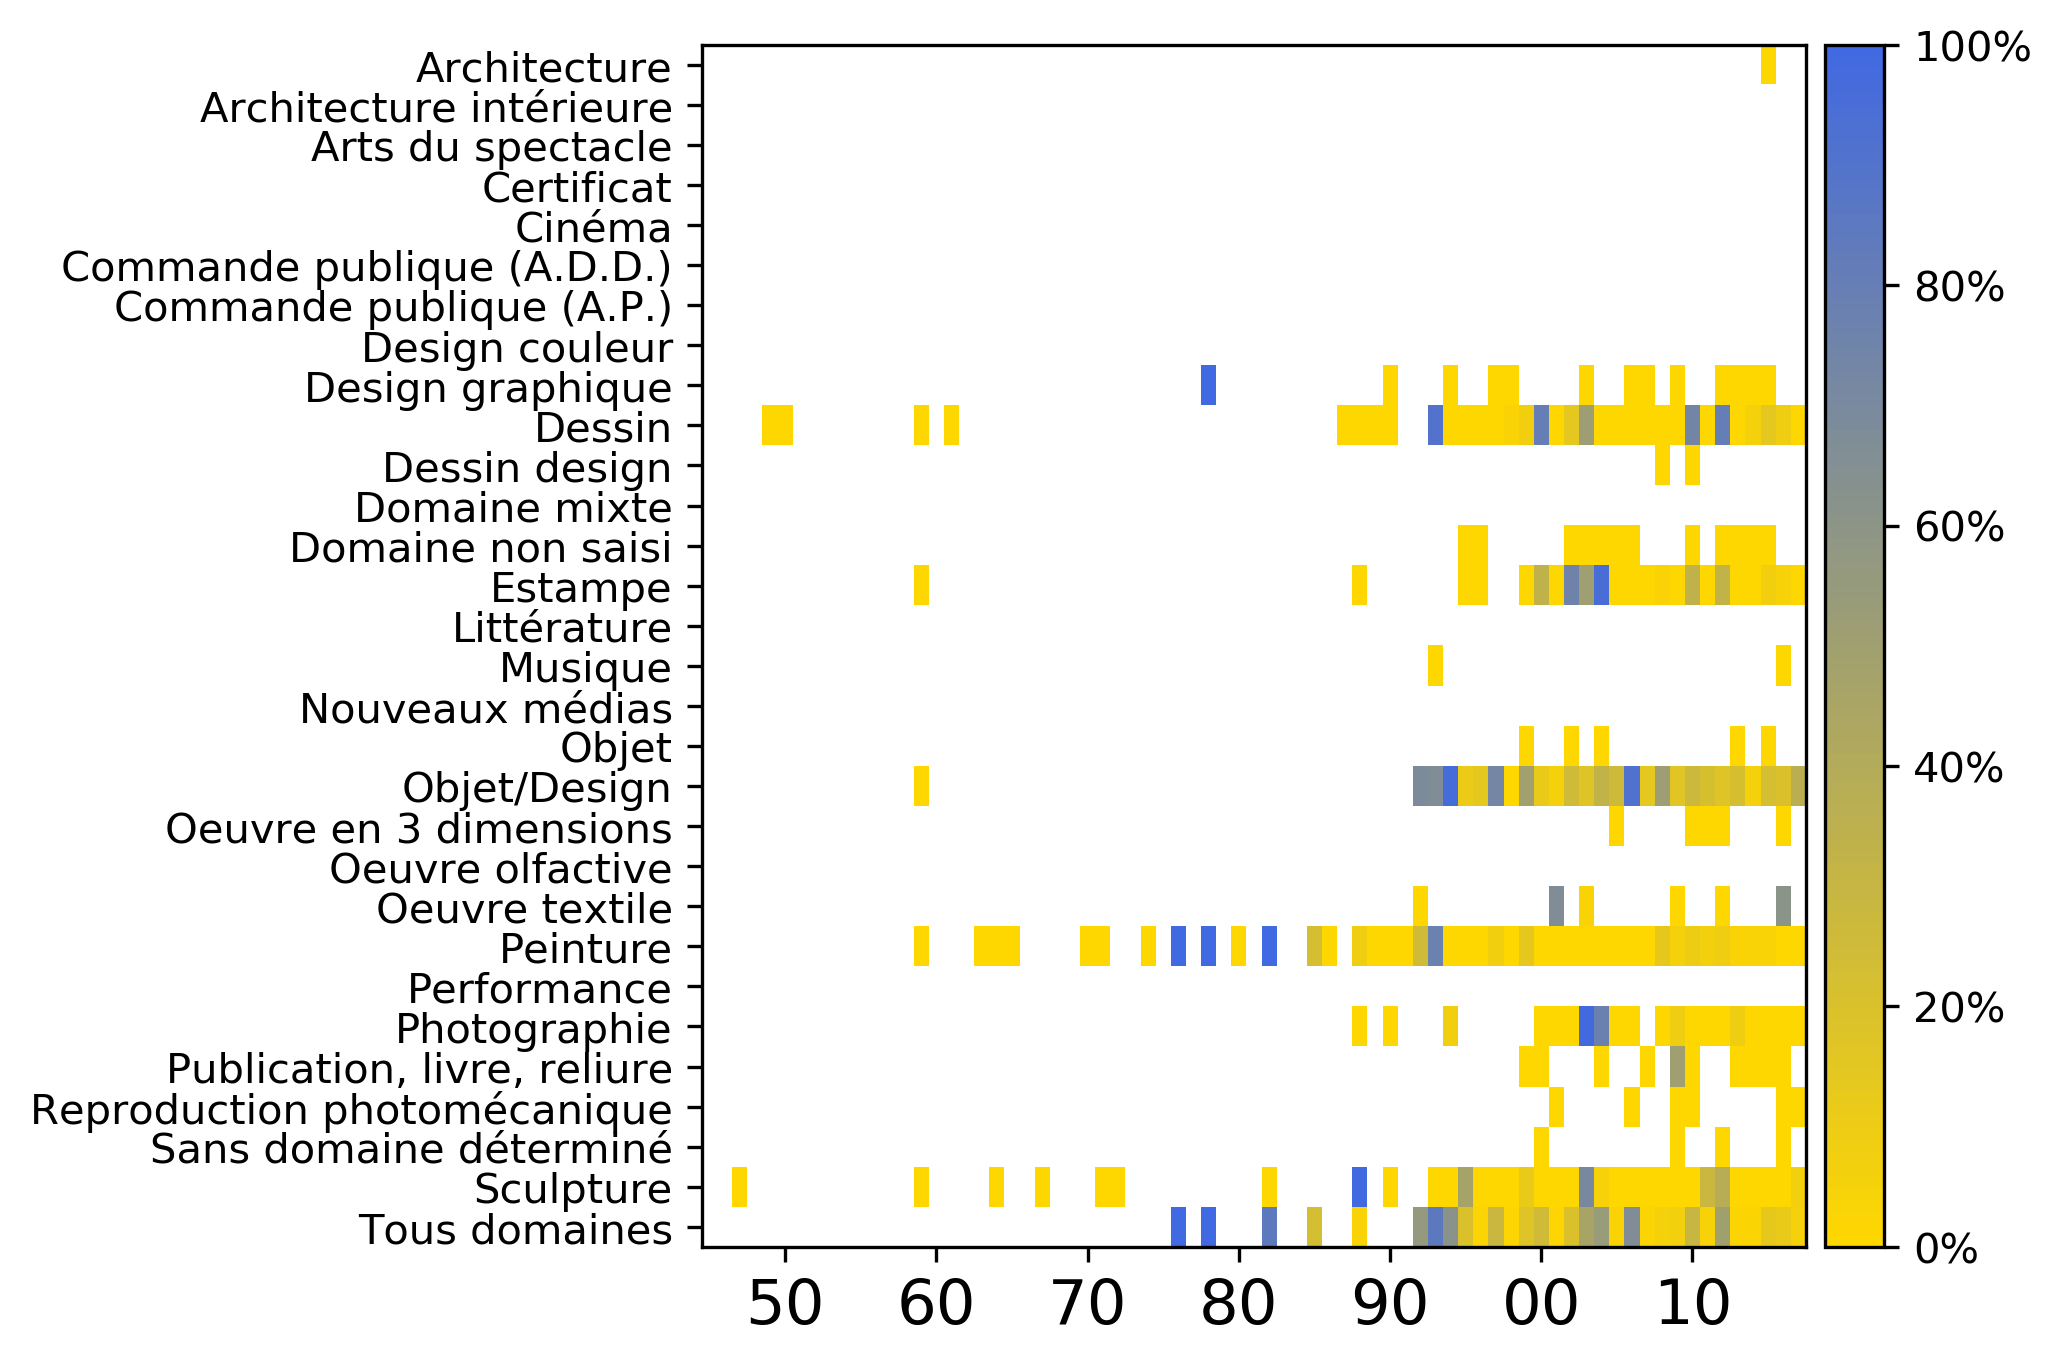 Architecture
Architecture intérieure
Arts du spectacle
Certificat
Cinéma
Commande publique (A.D.D.)
Commande publique (A.P.)
Design couleur
Design graphique
Dessin
Dessin design
Domaine mixte
Domaine non saisi
Estampe
Littérature
Musique
Nouveaux médias
Objet
Objet/Design
Oeuvre en 3 dimensions
Oeuvre olfactive
Oeuvre textile
Peinture
Performance
Photographie
Publication, livre, reliure
Reproduction photomécanique
Sans domaine déterminé
Sculpture
Tous domaines
50 60 70 80 90 00 10
100%
80%
60%
40%
20%
0%